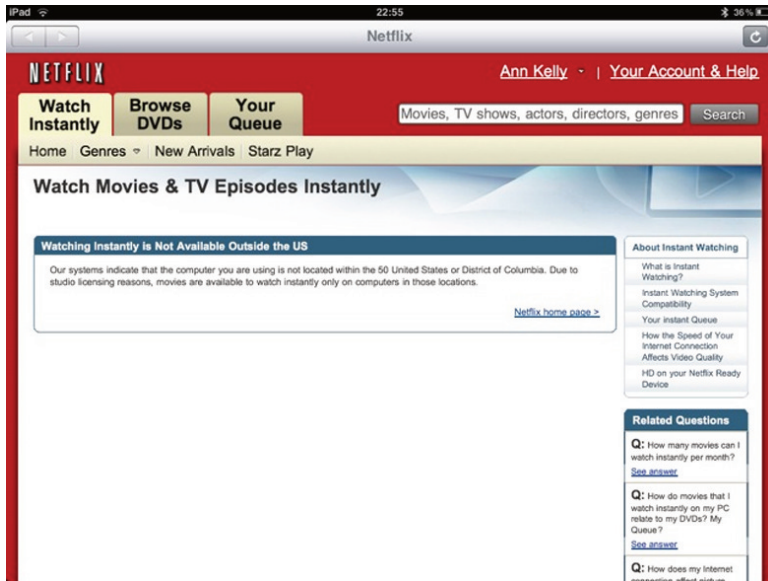 iPad 22:55 36%
Netflix
NETFLIX Ann Kelly | Your Account & Help
Watch Instantly Browse DVDs Your Queue
Movies, TV shows, actors, directors, genres Search
Home Genres New Arrivals Starz Play
Watch Movies & TV Episodes Instantly
Watching Instantly is Not Available Outside the US
Our systems indicate that the computer you are using is not located within the 50 United States or District of Columbia. Due to
studio licensing reasons, movies are available to watch instantly only on computers in those locations.
Netflix home page >
About Instant Watching
What is Instant
Watching?
Instant Watching System
Compatibility
Your instant Queue
How the Speed of Your
Internet Connection
Affects Video Quality
HD on your Netflix Ready
Device
Related Questions
Q: How many movies can I
watch instantly per month?
See answer
Q: How do movies that I
watch instantly on my PC
relate to my DVDs? My
Queue?
See answer
Q: How does my Internet
connection affect picture